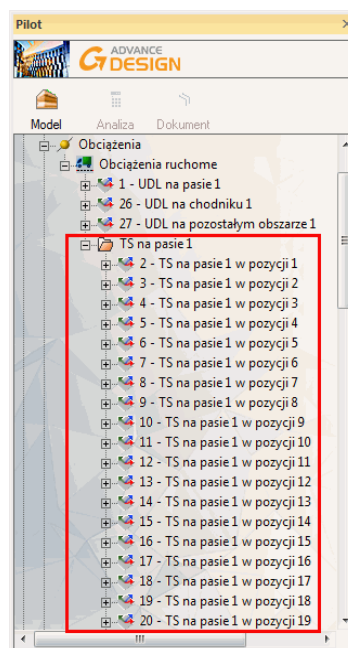 Pilot
ADVANCE
DESIGN
Model Analiza Dokument
Obciążenia
Obciążenia ruchome
1 - UDL na pasie 1
26 - UDL na chodniku 1
27 - UDL na pozostałym obszarze 1
TS na pasie 1
2 - TS na pasie 1 w pozycji 1
3 - TS na pasie 1 w pozycji 2
4 - TS na pasie 1 w pozycji 3
5 - TS na pasie 1 w pozycji 4
6 - TS na pasie 1 w pozycji 5
7 - TS na pasie 1 w pozycji 6
8 - TS na pasie 1 w pozycji 7
9 - TS na pasie 1 w pozycji 8
10 - TS na pasie 1 w pozycji 9
11 - TS na pasie 1 w pozycji 10
12 - TS na pasie 1 w pozycji 11
13 - TS na pasie 1 w pozycji 12
14 - TS na pasie 1 w pozycji 13
15 - TS na pasie 1 w pozycji 14
16 - TS na pasie 1 w pozycji 15
17 - TS na pasie 1 w pozycji 16
18 - TS na pasie 1 w pozycji 17
19 - TS na pasie 1 w pozycji 18
20 - TS na pasie 1 w pozycji 19